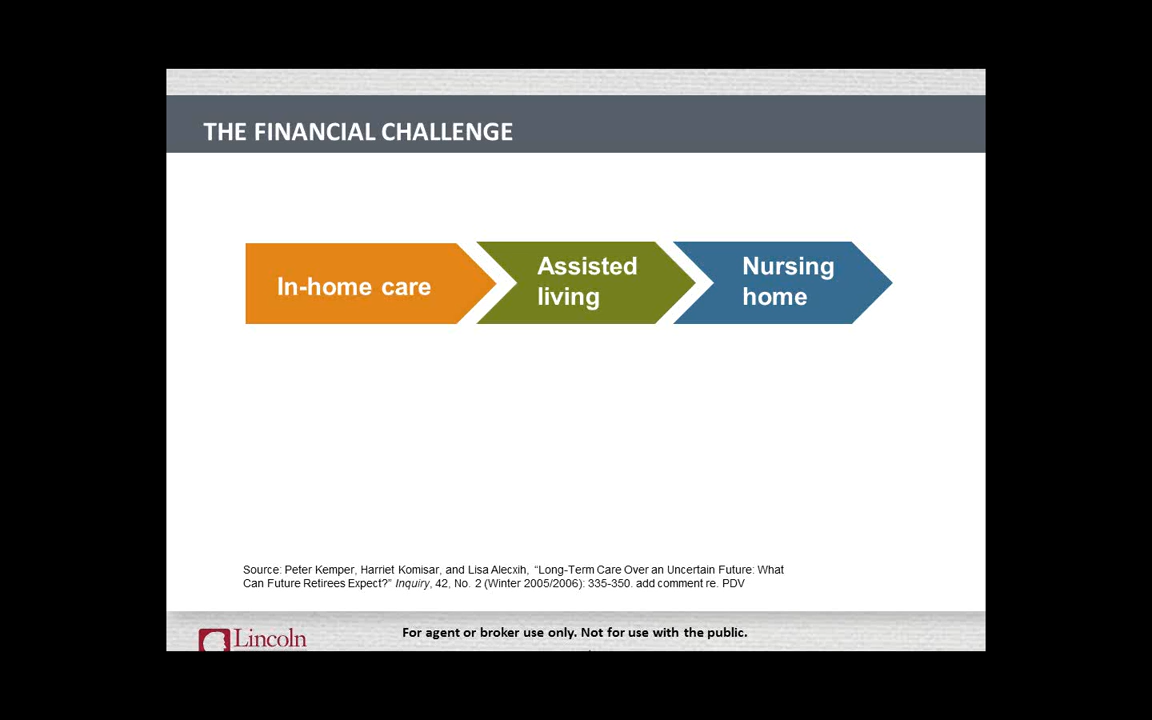 THE FINANCIAL CHALLENGE
In-home care
Assisted
living
Nursing
home
Source: Peter Kemper, Harriet Komisar, and Lisa Alecxih, “Long-Term Care Over an Uncertain Future: What
Can Future Retirees Expect?” Inquiry, 42, No. 2 (Winter 2005/2006): 335-350. add comment re. PDV
For agent or broker use only. Not for use with the public.
Lincoln